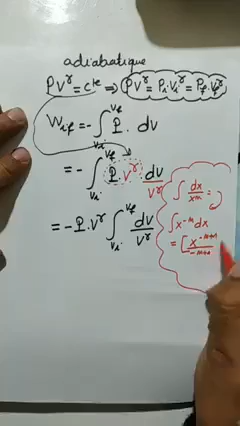 adiabatique
PV^γ = c^te ⇒ PV^γ = P_i.V_i^γ = P_f.V_f^γ
W_i,f = - ∫_{V_i}^{V_f} P. dV
= - ∫_{V_i}^{V_f} P. V^γ dV/V^γ
= - P.V^γ ∫_{V_i}^{V_f} dV/V^γ
∫ dx/x^n =
∫ x^-n dx
= [ x^-n+1/-n+1